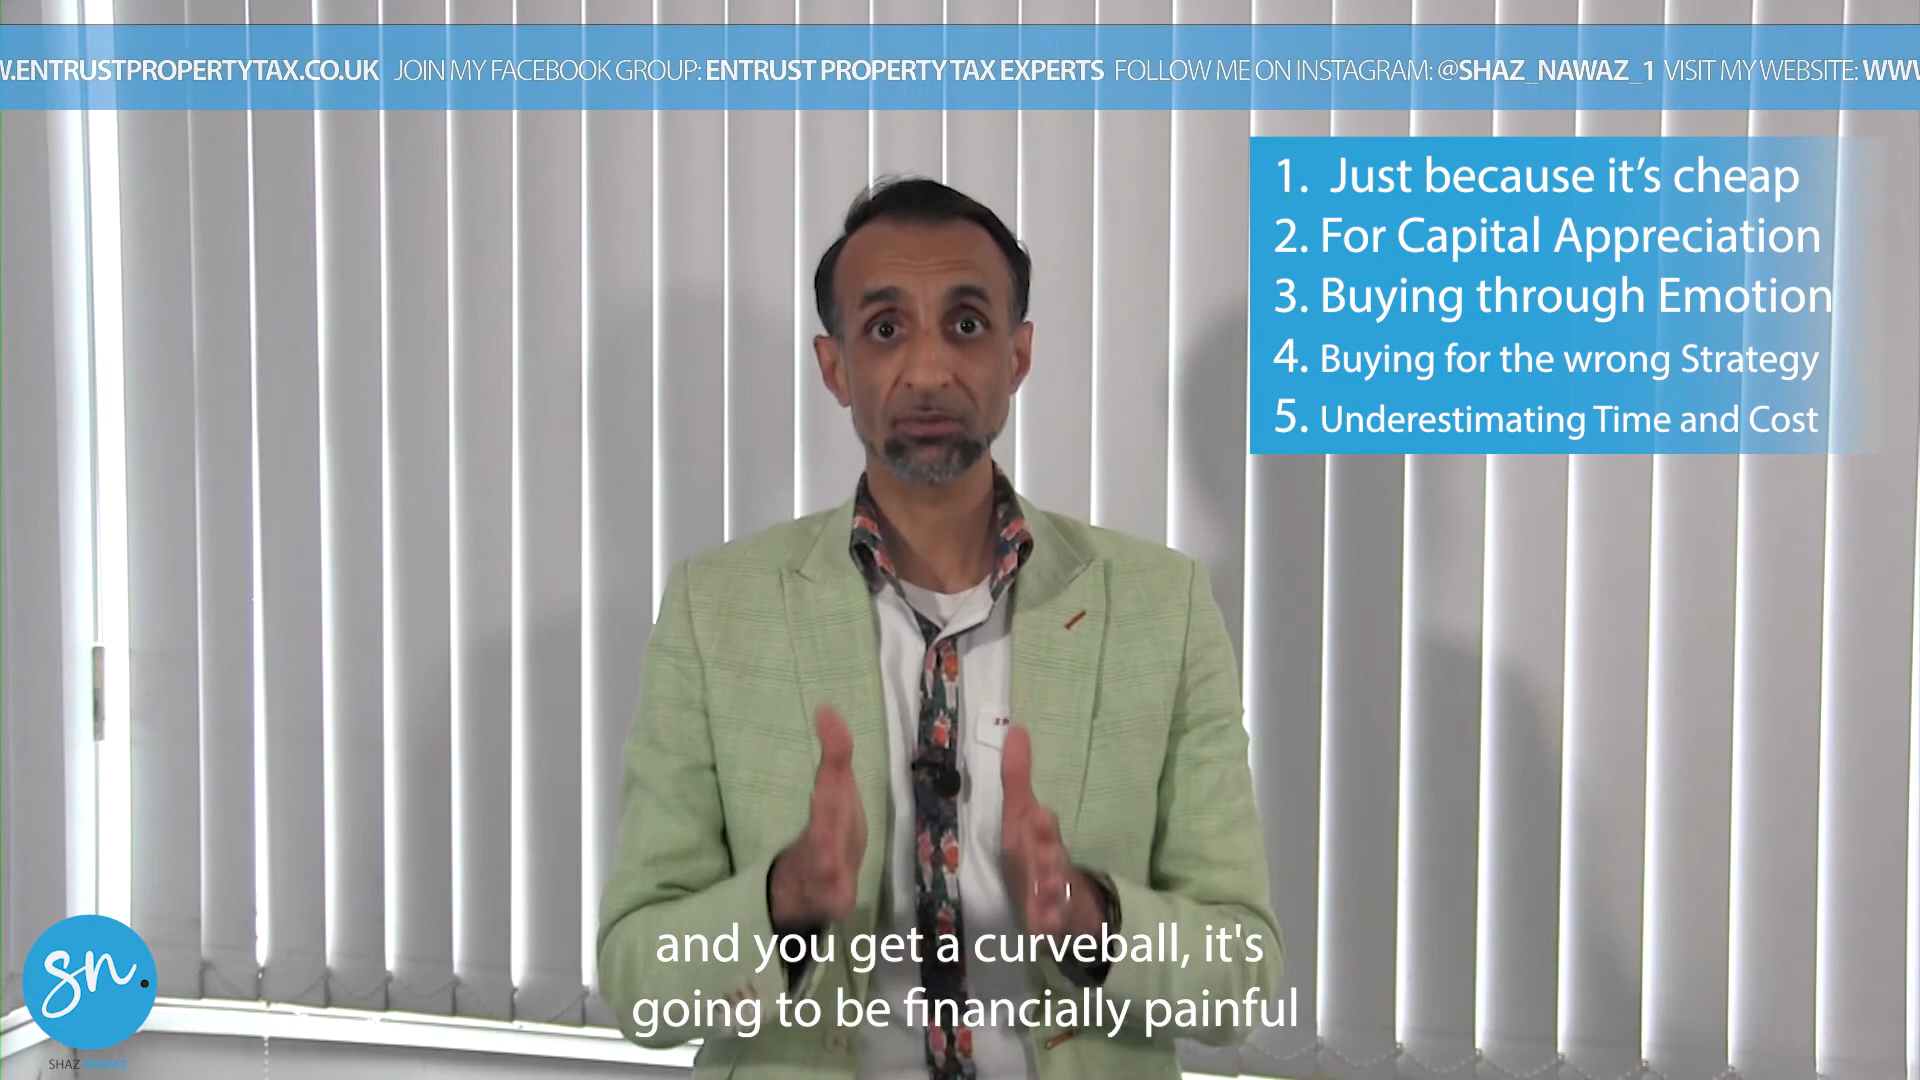 W.ENTRUSTPROPERTYTAX.CO.UK JOIN MY FACEBOOK GROUP: ENTRUST PROPERTY TAX EXPERTS FOLLOW ME ON INSTAGRAM: @SHAZ_NAWAZ_1 VISIT MY WEBSITE: WWW
1. Just because it’s cheap
2. For Capital Appreciation
3. Buying through Emotion
4. Buying for the wrong Strategy
5. Underestimating Time and Cost
and you get a curveball, it's
going to be financially painful
sn.
SHAZ NAWAZ